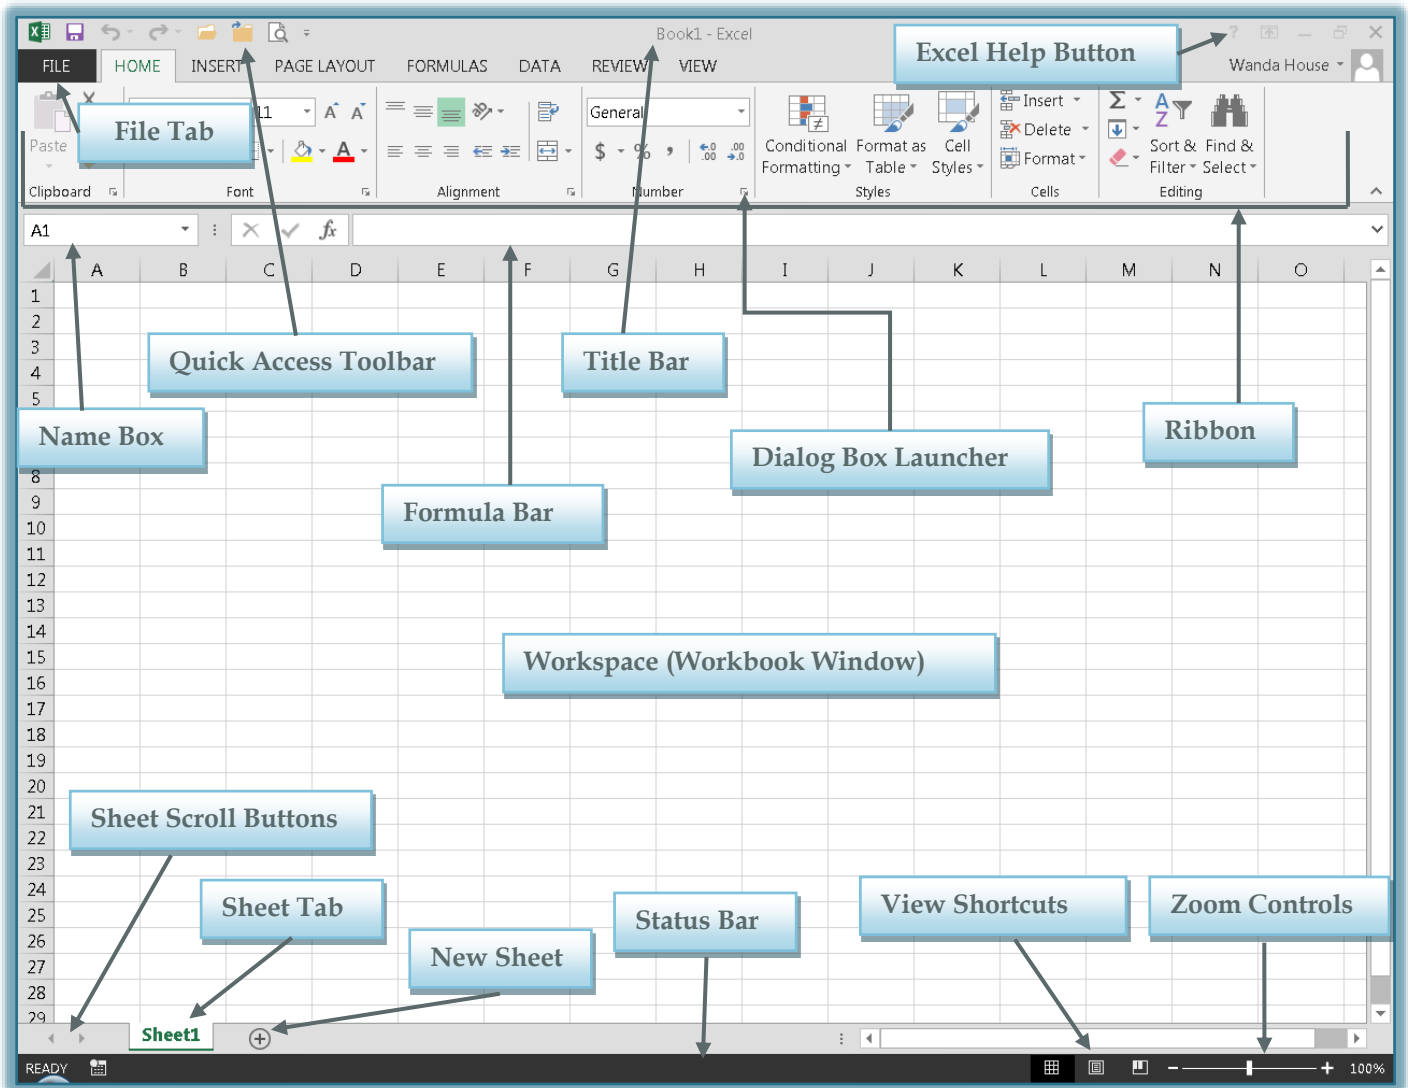 Book1 - Excel
Excel Help Button
FILE HOME INSERT PAGE LAYOUT FORMULAS DATA REVIEW VIEW
Wanda House
File Tab
11 A A
General
Insert
Delete
Format
Paste
A
$ % , .0 .00 .00 .0
Conditional Formatting
Format as Table
Cell Styles
Σ A Z
Sort & Filter
Find & Select
Clipboard Font Alignment Number Styles Cells Editing
A1 fx
A B C D E F G H I J K L M N O
1
2
3
4
5
Quick Access Toolbar
Title Bar
Name Box
Ribbon
Dialog Box Launcher
8
9
Formula Bar
10
11
12
13
14
15
Workspace (Workbook Window)
16
17
18
19
20
21
Sheet Scroll Buttons
22
23
24
25
Sheet Tab
Status Bar
View Shortcuts
Zoom Controls
26
27
New Sheet
28
29
Sheet1
READY 100%